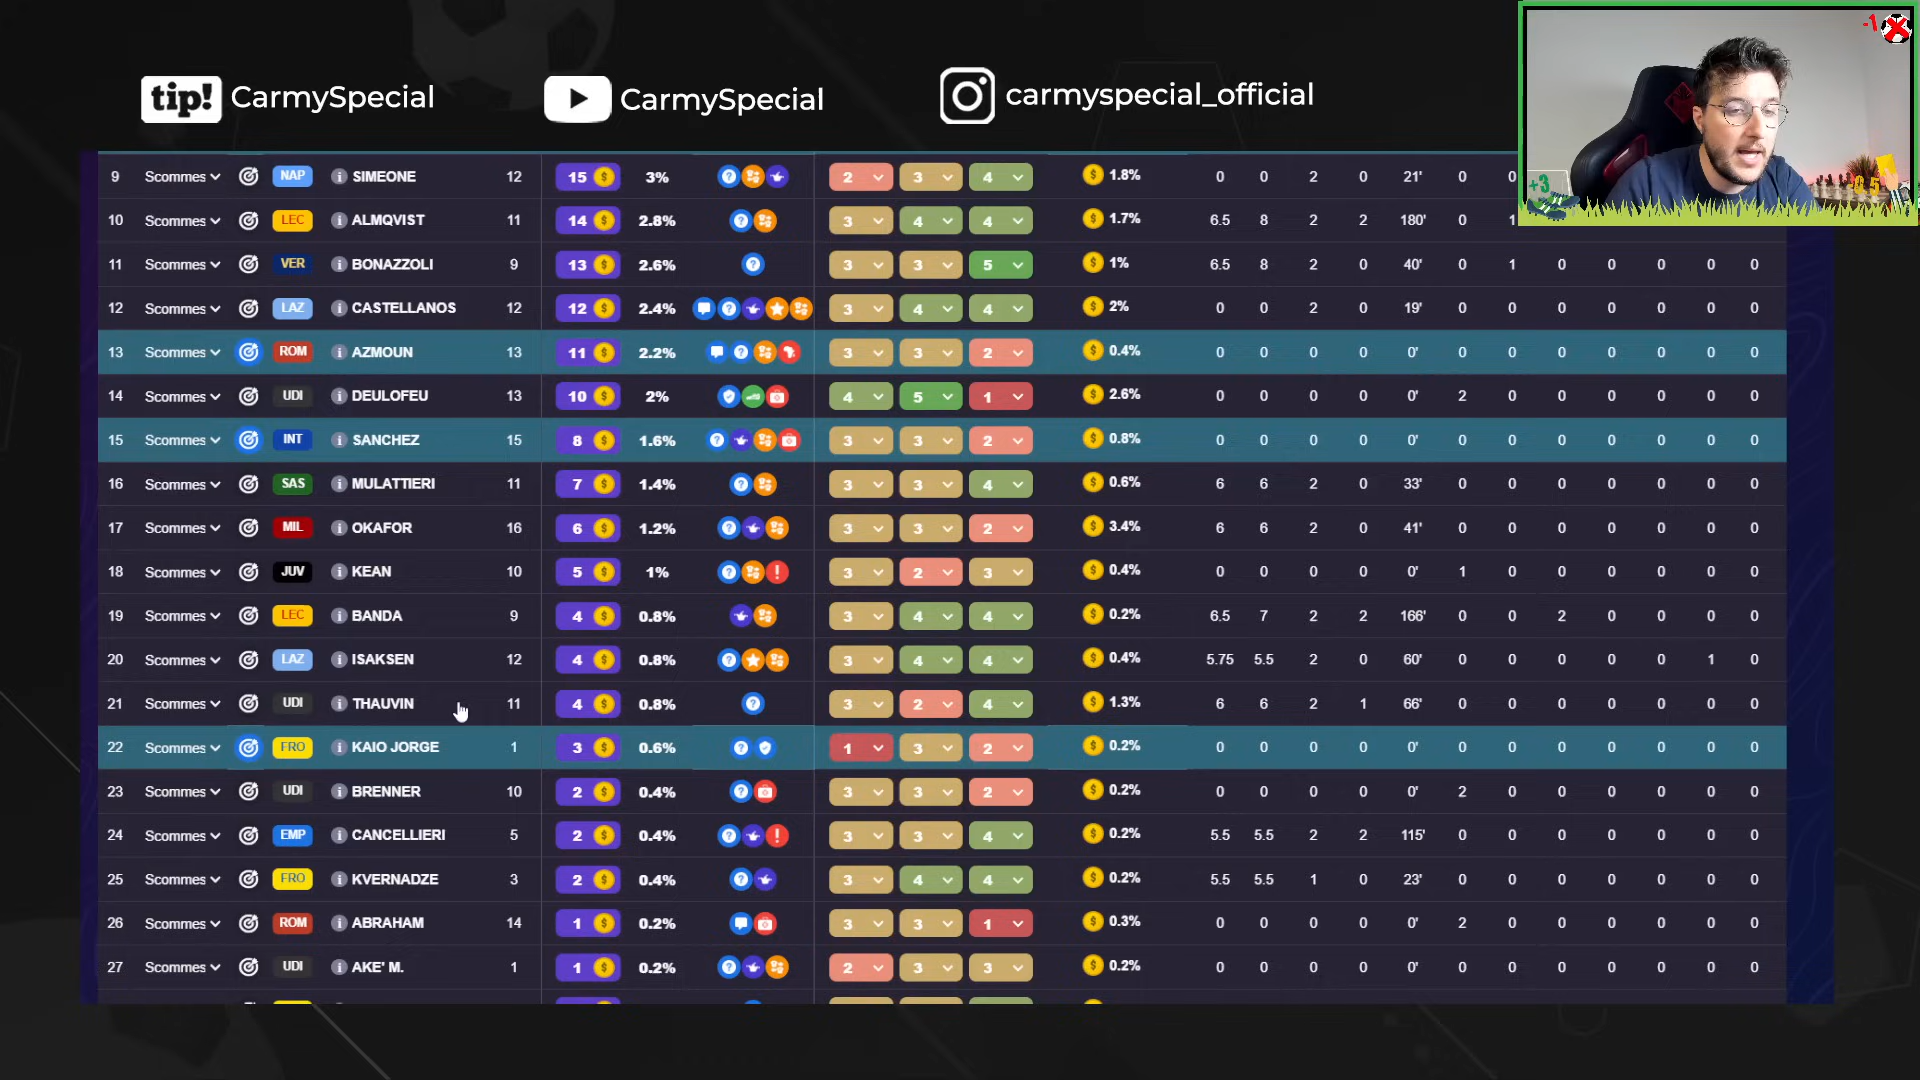 tip! CarmySpecial CarmySpecial carmyspecial_official
-1
+3 -0.5
9 Scommes NAP i SIMEONE 12 15 $ 3% ? 2 3 4 $ 1.8% 0 0 2 0 21' 0 0
10 Scommes LEC i ALMQVIST 11 14 $ 2.8% ? 3 4 4 $ 1.7% 6.5 8 2 2 180' 0 1
11 Scommes VER i BONAZZOLI 9 13 $ 2.6% ? 3 3 5 $ 1% 6.5 8 2 0 40' 0 1 0 0 0 0 0
12 Scommes LAZ i CASTELLANOS 12 12 $ 2.4% ? 3 4 4 $ 2% 0 0 2 0 19' 0 0 0 0 0 0 0
13 Scommes ROM i AZMOUN 13 11 $ 2.2% ? 3 3 2 $ 0.4% 0 0 0 0 0' 0 0 0 0 0 0 0
14 Scommes UDI i DEULOFEU 13 10 $ 2% 4 5 1 $ 2.6% 0 0 0 0 0' 2 0 0 0 0 0 0
15 Scommes INT i SANCHEZ 15 8 $ 1.6% ? 3 3 2 $ 0.8% 0 0 0 0 0' 0 0 0 0 0 0 0
16 Scommes SAS i MULATTIERI 11 7 $ 1.4% ? 3 3 4 $ 0.6% 6 6 2 0 33' 0 0 0 0 0 0 0
17 Scommes MIL i OKAFOR 16 6 $ 1.2% ? 3 3 2 $ 3.4% 6 6 2 0 41' 0 0 0 0 0 0 0
18 Scommes JUV i KEAN 10 5 $ 1% ? ! 3 2 3 $ 0.4% 0 0 0 0 0' 1 0 0 0 0 0 0
19 Scommes LEC i BANDA 9 4 $ 0.8% 3 4 4 $ 0.2% 6.5 7 2 2 166' 0 0 2 0 0 0 0
20 Scommes LAZ i ISAKSEN 12 4 $ 0.8% ? 3 4 4 $ 0.4% 5.75 5.5 2 0 60' 0 0 0 0 0 1 0
21 Scommes UDI i THAUVIN 11 4 $ 0.8% ? 3 2 4 $ 1.3% 6 6 2 1 66' 0 0 0 0 0 0 0
22 Scommes FRO i KAIO JORGE 1 3 $ 0.6% ? 1 3 2 $ 0.2% 0 0 0 0 0' 0 0 0 0 0 0 0
23 Scommes UDI i BRENNER 10 2 $ 0.4% ? 3 3 2 $ 0.2% 0 0 0 0 0' 2 0 0 0 0 0 0
24 Scommes EMP i CANCELLIERI 5 2 $ 0.4% ? ! 3 3 4 $ 0.2% 5.5 5.5 2 2 115' 0 0 0 0 0 0 0
25 Scommes FRO i KVERNADZE 3 2 $ 0.4% ? 3 4 4 $ 0.2% 5.5 5.5 1 0 23' 0 0 0 0 0 0 0
26 Scommes ROM i ABRAHAM 14 1 $ 0.2% 3 3 1 $ 0.3% 0 0 0 0 0' 2 0 0 0 0 0 0
27 Scommes UDI i AKE' M. 1 1 $ 0.2% ? 2 3 3 $ 0.2% 0 0 0 0 0' 0 0 0 0 0 0 0